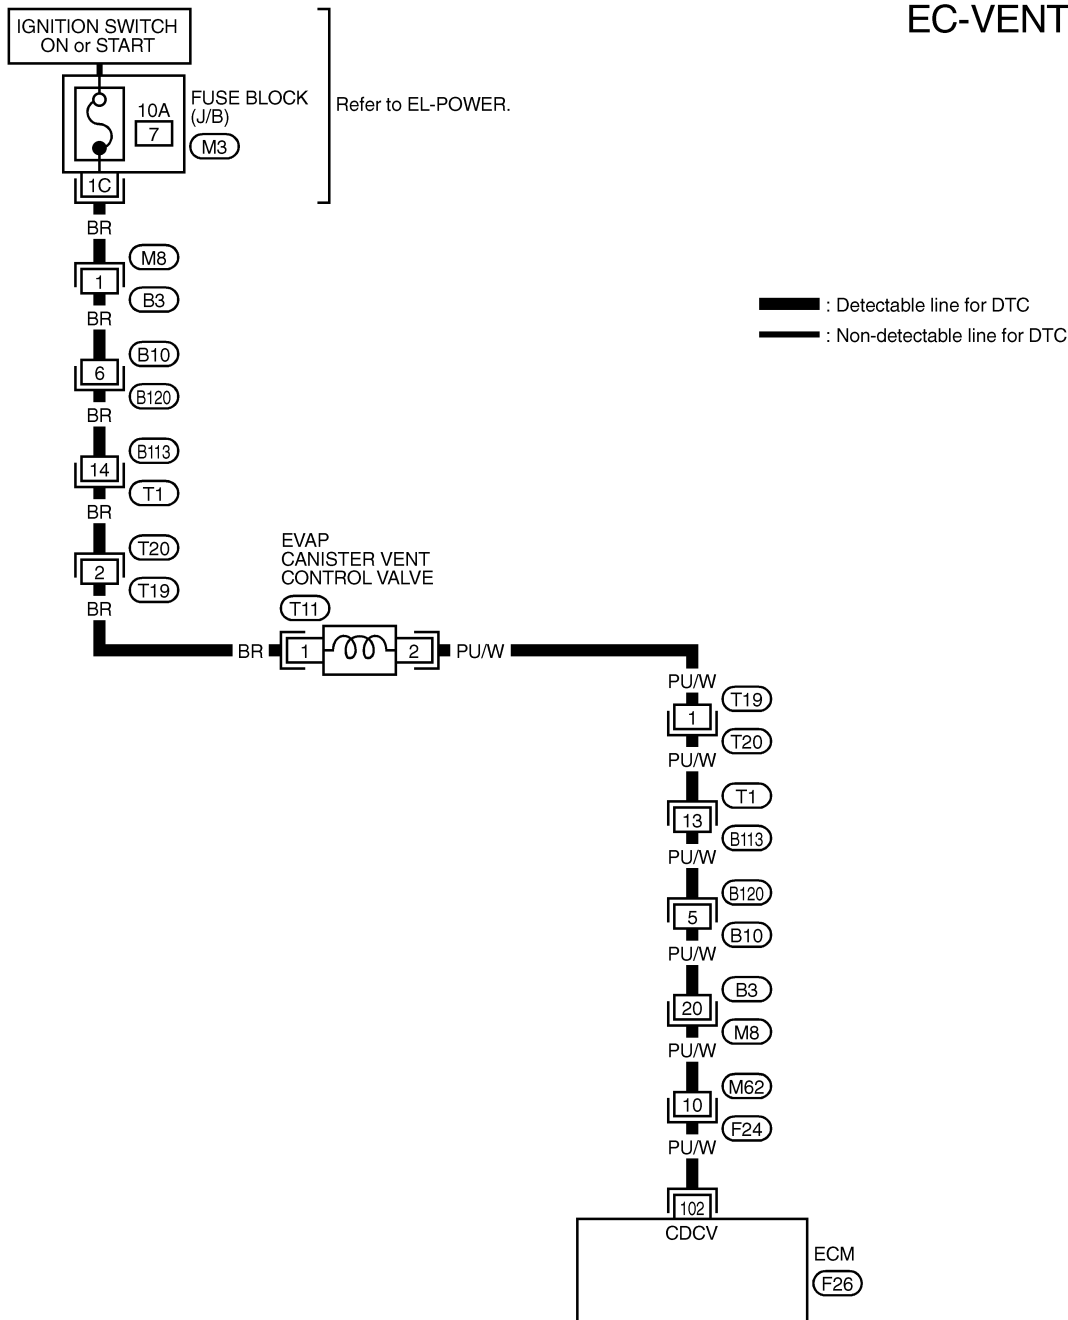 EC-VENT
IGNITION SWITCH
ON or START
10A
7
FUSE BLOCK
(J/B)
M3
Refer to EL-POWER.
1C
BR
M8
1
B3
BR
B10
6
B120
BR
B113
14
T1
BR
T20
2
T19
BR
: Detectable line for DTC
: Non-detectable line for DTC
EVAP
CANISTER VENT
CONTROL VALVE
T11
BR
1
2
PU/W
PU/W
T19
1
T20
PU/W
T1
13
B113
PU/W
B120
5
B10
PU/W
B3
20
M8
PU/W
M62
10
F24
PU/W
102
CDCV
ECM
F26